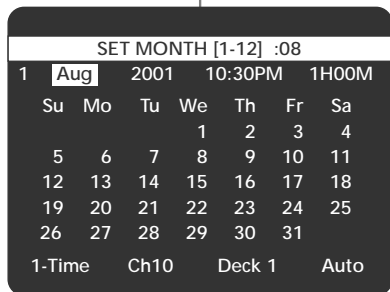 SET MONTH [1-12] :08
1 Aug 2001 10:30PM 1H00M
Su Mo Tu We Th Fr Sa
1 2 3 4
5 6 7 8 9 10 11
12 13 14 15 16 17 18
19 20 21 22 23 24 25
26 27 28 29 30 31
1-Time Ch10 Deck 1 Auto